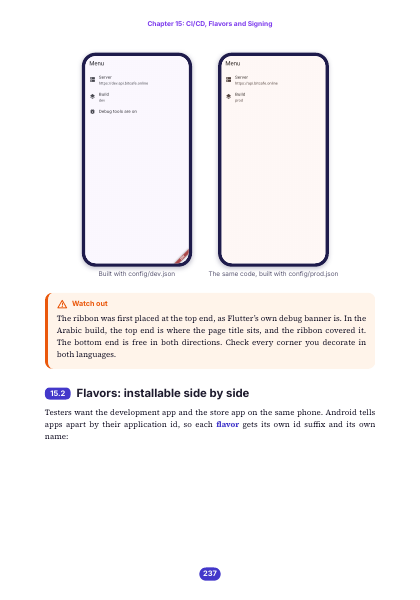 Chapter 15: CI/CD, Flavors and Signing
Menu
Server
https://dev.api.bitsafe.online
Build
dev
Debug tools are on
Menu
Server
https://api.bitsafe.online
Build
prod
Built with config/dev.json
The same code, built with config/prod.json
Watch out
The ribbon was first placed at the top end, as Flutter’s own debug banner is. In the
Arabic build, the top end is where the page title sits, and the ribbon covered it.
The bottom end is free in both directions. Check every corner you decorate in
both languages.
15.2 Flavors: installable side by side
Testers want the development app and the store app on the same phone. Android tells
apps apart by their application id, so each flavor gets its own id suffix and its own
name:
237